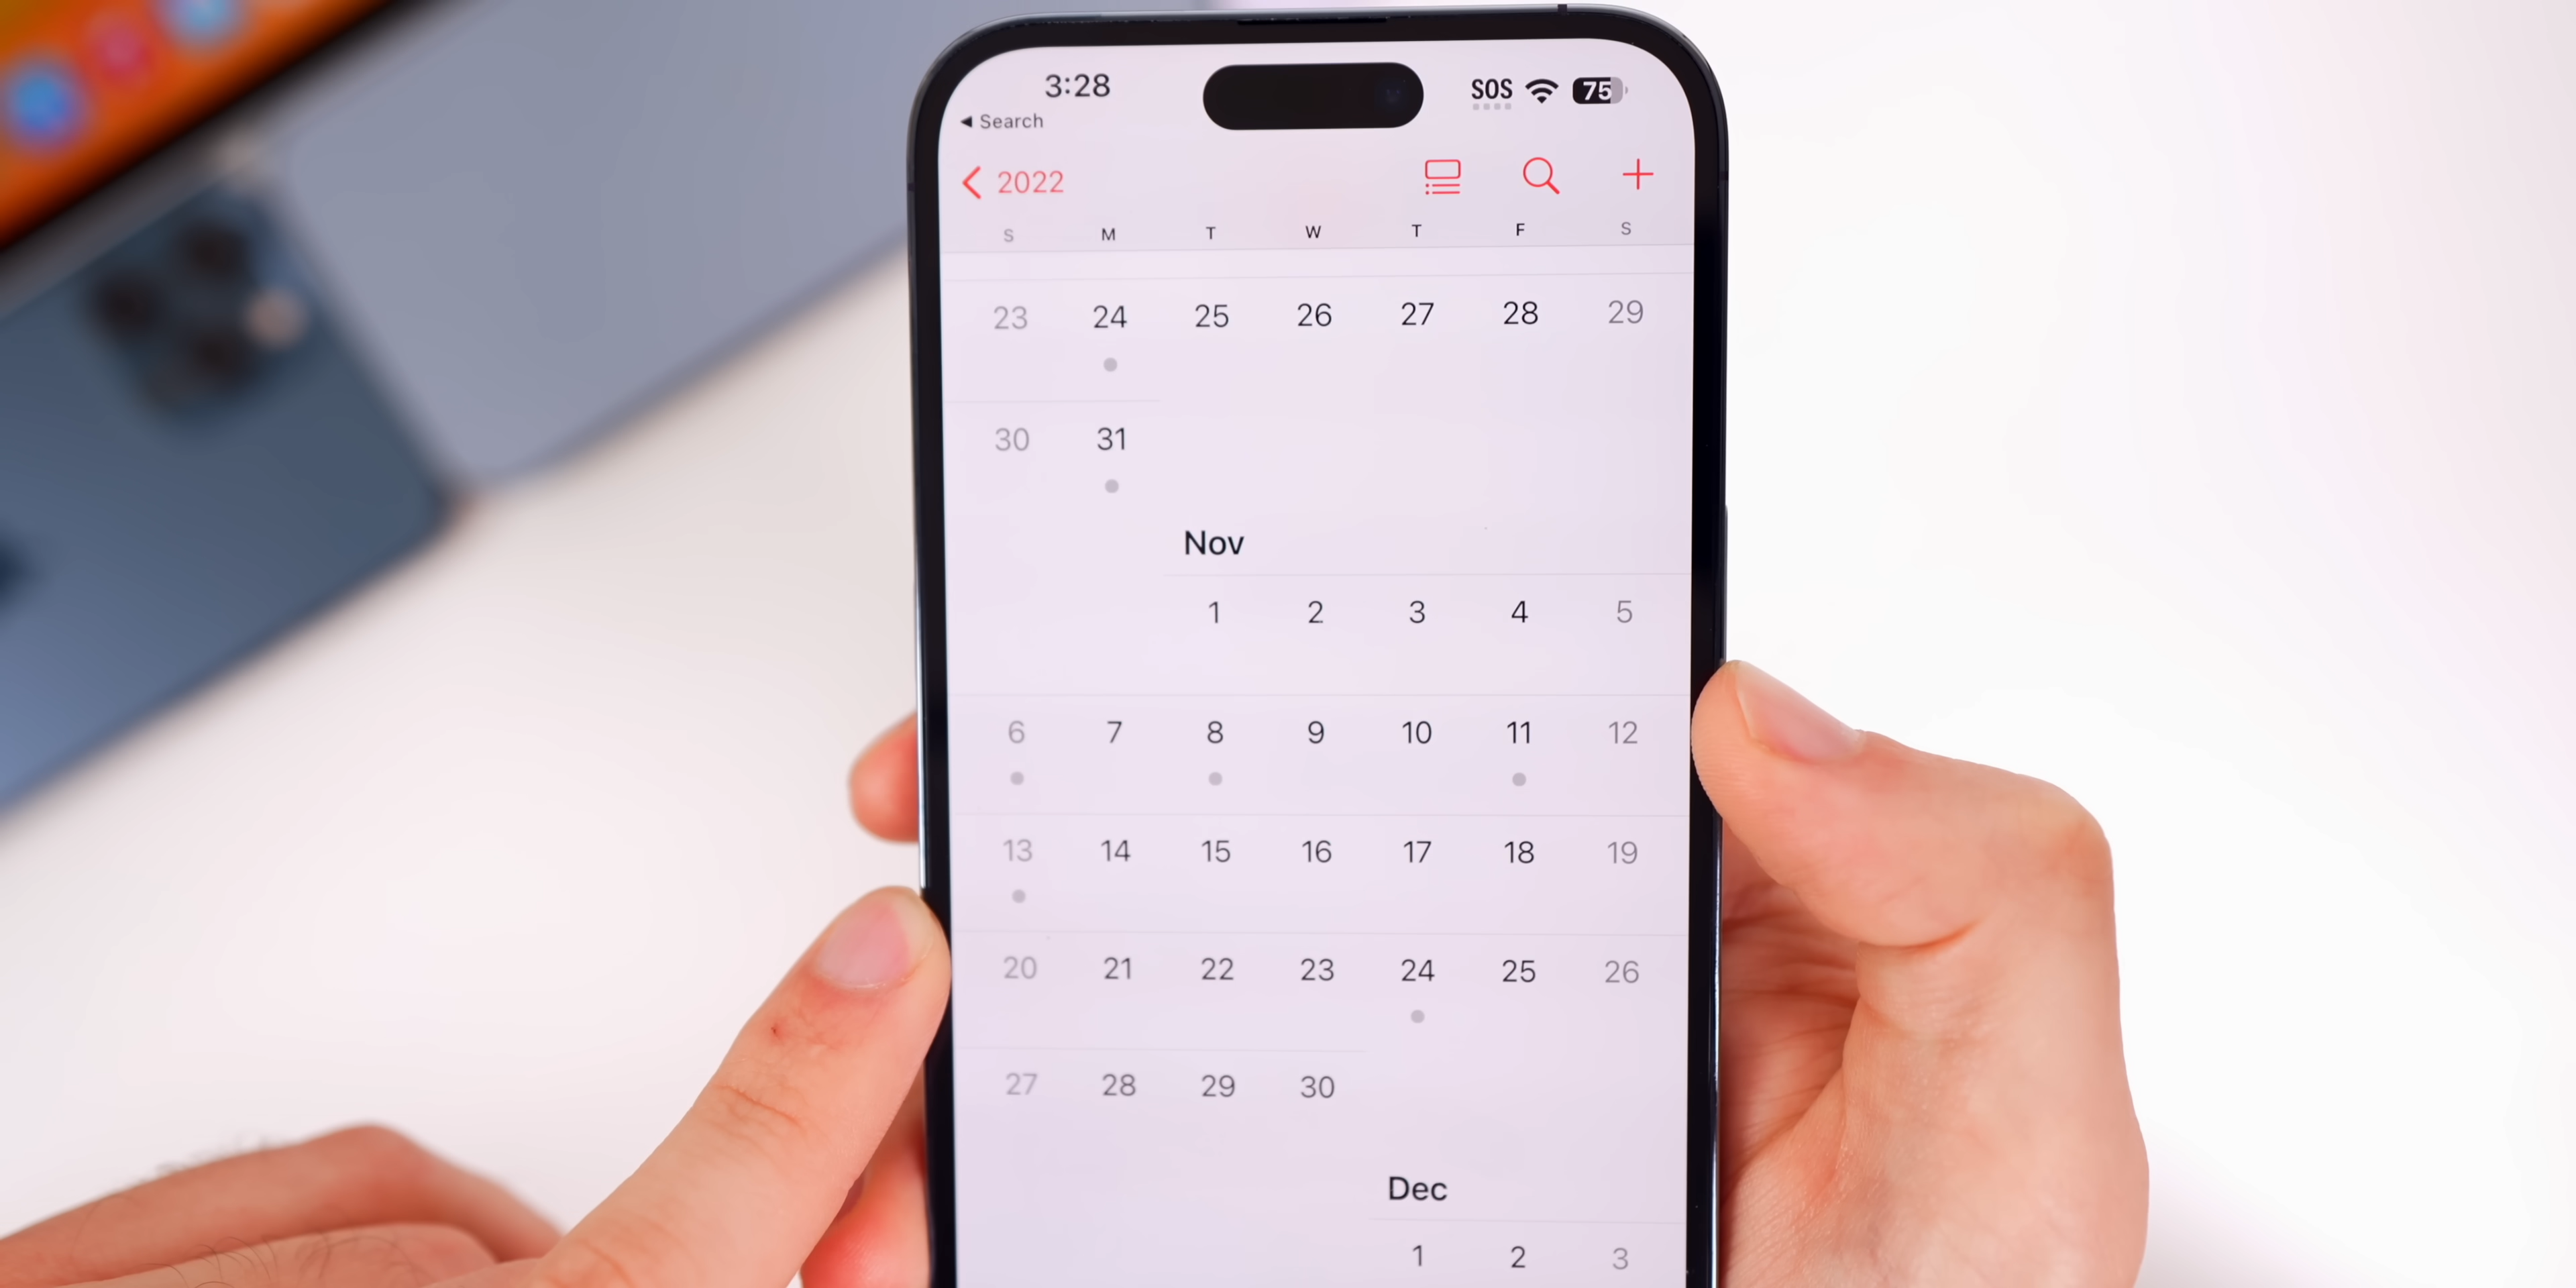 3:28 SOS 75
◀ Search
2022
S M T W T F S
23 24 25 26 27 28 29
30 31
Nov
1 2 3 4 5
6 7 8 9 10 11 12
13 14 15 16 17 18 19
20 21 22 23 24 25 26
27 28 29 30
Dec
1 2 3